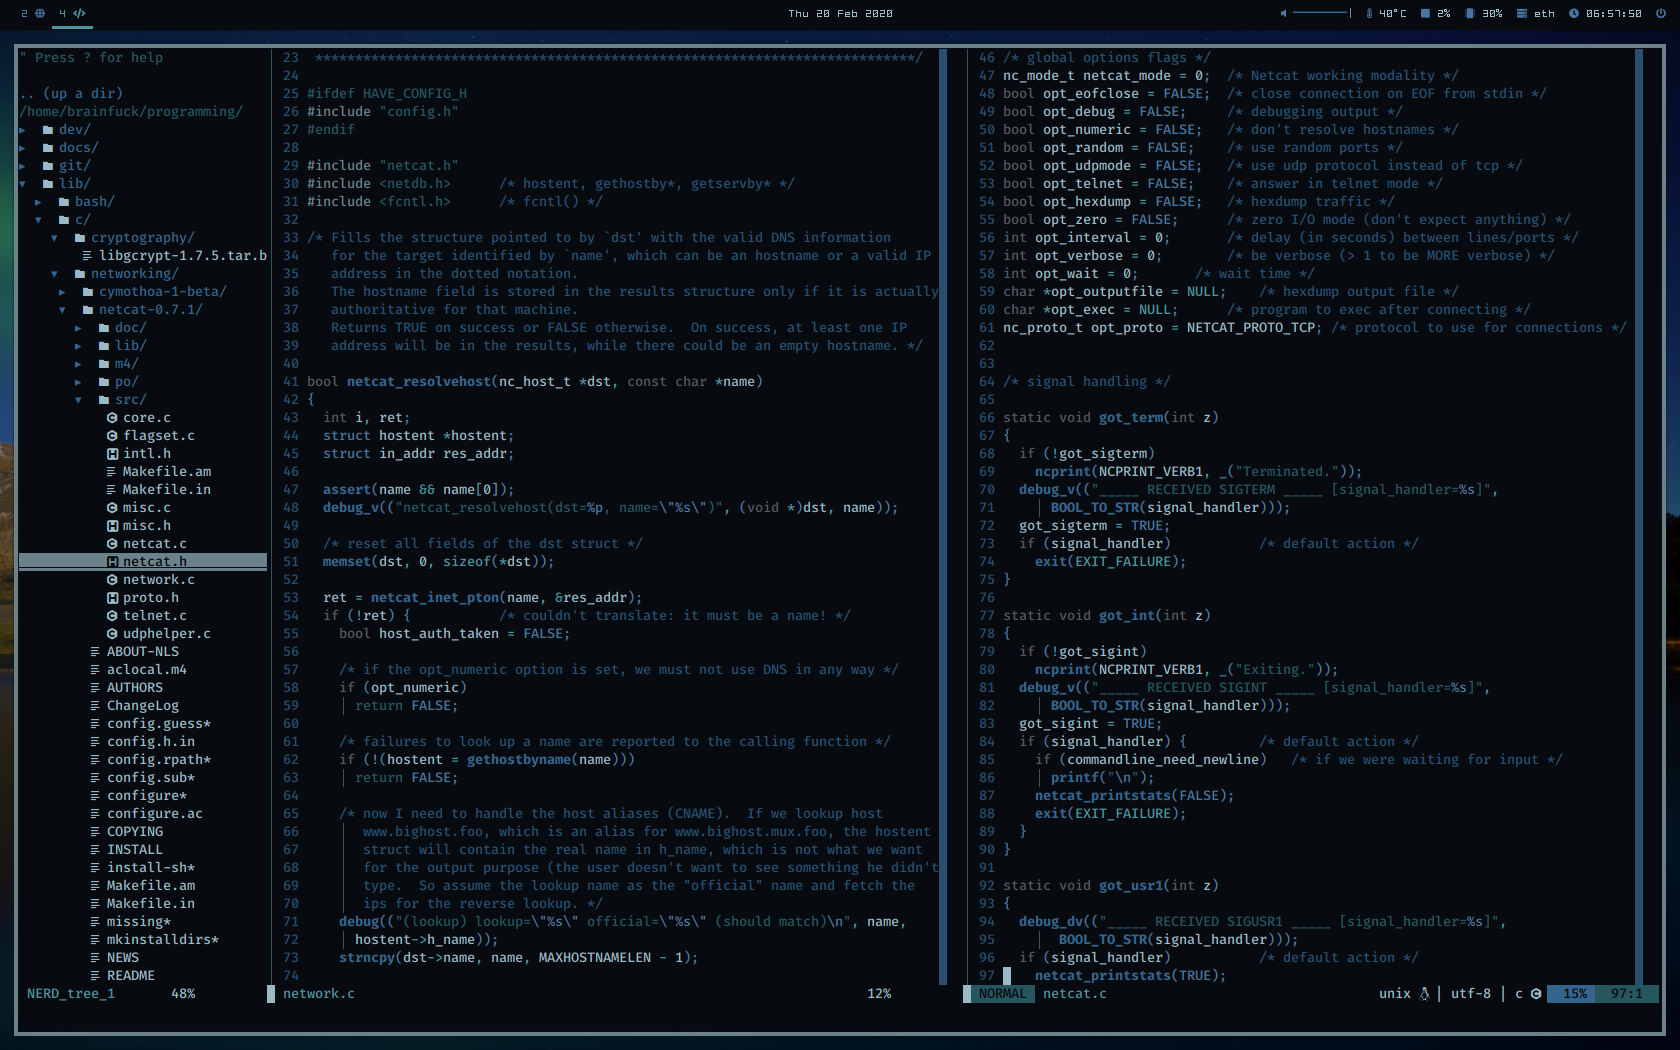 2 4 </> Thu 20 Feb 2020 40°C 2% 30% eth 06:57:50
" Press ? for help
.. (up a dir)
/home/brainfuck/programming/
▸ dev/
▸ docs/
▸ git/
▾ lib/
▸ bash/
▾ c/
▾ cryptography/
libgcrypt-1.7.5.tar.b
▾ networking/
▸ cymothoa-1-beta/
▾ netcat-0.7.1/
▸ doc/
▸ lib/
▸ m4/
▸ po/
▾ src/
core.c
flagset.c
intl.h
Makefile.am
Makefile.in
misc.c
misc.h
netcat.c
netcat.h
network.c
proto.h
telnet.c
udphelper.c
ABOUT-NLS
aclocal.m4
AUTHORS
ChangeLog
config.guess*
config.h.in
config.rpath*
config.sub*
configure*
configure.ac
COPYING
INSTALL
install-sh*
Makefile.am
Makefile.in
missing*
mkinstalldirs*
NEWS
README
NERD_tree_1 48%
23 ***************************************************************************/
24
25 #ifdef HAVE_CONFIG_H
26 #include "config.h"
27 #endif
28
29 #include "netcat.h"
30 #include <netdb.h> /* hostent, gethostby*, getservby* */
31 #include <fcntl.h> /* fcntl() */
32
33 /* Fills the structure pointed to by `dst' with the valid DNS information
34 for the target identified by `name', which can be an hostname or a valid IP
35 address in the dotted notation.
36 The hostname field is stored in the results structure only if it is actually
37 authoritative for that machine.
38 Returns TRUE on success or FALSE otherwise. On success, at least one IP
39 address will be in the results, while there could be an empty hostname. */
40
41 bool netcat_resolvehost(nc_host_t *dst, const char *name)
42 {
43 int i, ret;
44 struct hostent *hostent;
45 struct in_addr res_addr;
46
47 assert(name && name[0]);
48 debug_v(("netcat_resolvehost(dst=%p, name=\"%s\")", (void *)dst, name));
49
50 /* reset all fields of the dst struct */
51 memset(dst, 0, sizeof(*dst));
52
53 ret = netcat_inet_pton(name, &res_addr);
54 if (!ret) { /* couldn't translate: it must be a name! */
55 bool host_auth_taken = FALSE;
56
57 /* if the opt_numeric option is set, we must not use DNS in any way */
58 if (opt_numeric)
59 return FALSE;
60
61 /* failures to look up a name are reported to the calling function */
62 if (!(hostent = gethostbyname(name)))
63 return FALSE;
64
65 /* now I need to handle the host aliases (CNAME). If we lookup host
66 www.bighost.foo, which is an alias for www.bighost.mux.foo, the hostent
67 struct will contain the real name in h_name, which is not what we want
68 for the output purpose (the user doesn't want to see something he didn't
69 type. So assume the lookup name as the "official" name and fetch the
70 ips for the reverse lookup. */
71 debug(("(lookup) lookup=\"%s\" official=\"%s\" (should match)\n", name,
72 hostent->h_name));
73 strncpy(dst->name, name, MAXHOSTNAMELEN - 1);
74
network.c 12%
46 /* global options flags */
47 nc_mode_t netcat_mode = 0; /* Netcat working modality */
48 bool opt_eofclose = FALSE; /* close connection on EOF from stdin */
49 bool opt_debug = FALSE; /* debugging output */
50 bool opt_numeric = FALSE; /* don't resolve hostnames */
51 bool opt_random = FALSE; /* use random ports */
52 bool opt_udpmode = FALSE; /* use udp protocol instead of tcp */
53 bool opt_telnet = FALSE; /* answer in telnet mode */
54 bool opt_hexdump = FALSE; /* hexdump traffic */
55 bool opt_zero = FALSE; /* zero I/O mode (don't expect anything) */
56 int opt_interval = 0; /* delay (in seconds) between lines/ports */
57 int opt_verbose = 0; /* be verbose (> 1 to be MORE verbose) */
58 int opt_wait = 0; /* wait time */
59 char *opt_outputfile = NULL; /* hexdump output file */
60 char *opt_exec = NULL; /* program to exec after connecting */
61 nc_proto_t opt_proto = NETCAT_PROTO_TCP; /* protocol to use for connections */
62
63
64 /* signal handling */
65
66 static void got_term(int z)
67 {
68 if (!got_sigterm)
69 ncprint(NCPRINT_VERB1, _("Terminated."));
70 debug_v(("_____ RECEIVED SIGTERM _____ [signal_handler=%s]",
71 BOOL_TO_STR(signal_handler)));
72 got_sigterm = TRUE;
73 if (signal_handler) /* default action */
74 exit(EXIT_FAILURE);
75 }
76
77 static void got_int(int z)
78 {
79 if (!got_sigint)
80 ncprint(NCPRINT_VERB1, _("Exiting."));
81 debug_v(("_____ RECEIVED SIGINT _____ [signal_handler=%s]",
82 BOOL_TO_STR(signal_handler)));
83 got_sigint = TRUE;
84 if (signal_handler) { /* default action */
85 if (commandline_need_newline) /* if we were waiting for input */
86 printf("\n");
87 netcat_printstats(FALSE);
88 exit(EXIT_FAILURE);
89 }
90 }
91
92 static void got_usr1(int z)
93 {
94 debug_dv(("_____ RECEIVED SIGUSR1 _____ [signal_handler=%s]",
95 BOOL_TO_STR(signal_handler)));
96 if (signal_handler) /* default action */
97 netcat_printstats(TRUE);
NORMAL netcat.c unix | utf-8 | c 15% 97:1